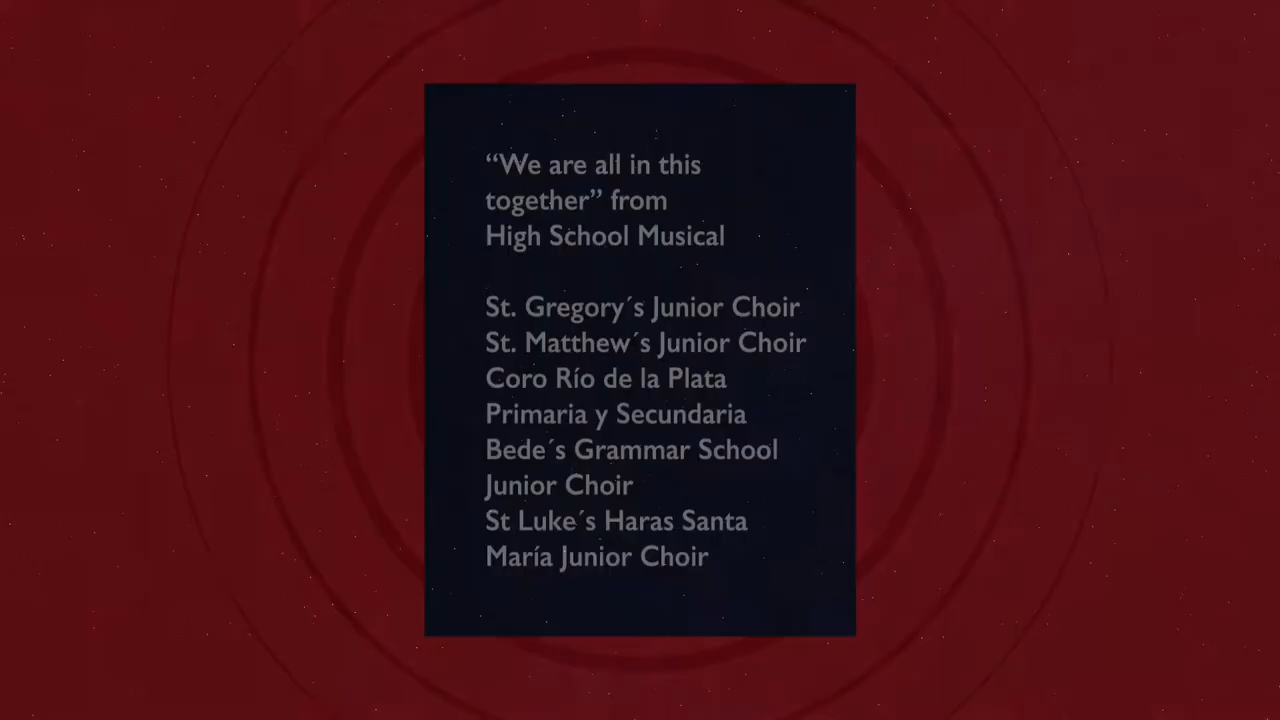 “We are all in this
together” from
High School Musical
St. Gregory´s Junior Choir
St. Matthew´s Junior Choir
Coro Río de la Plata
Primaria y Secundaria
Bede´s Grammar School
Junior Choir
St Luke´s Haras Santa
María Junior Choir